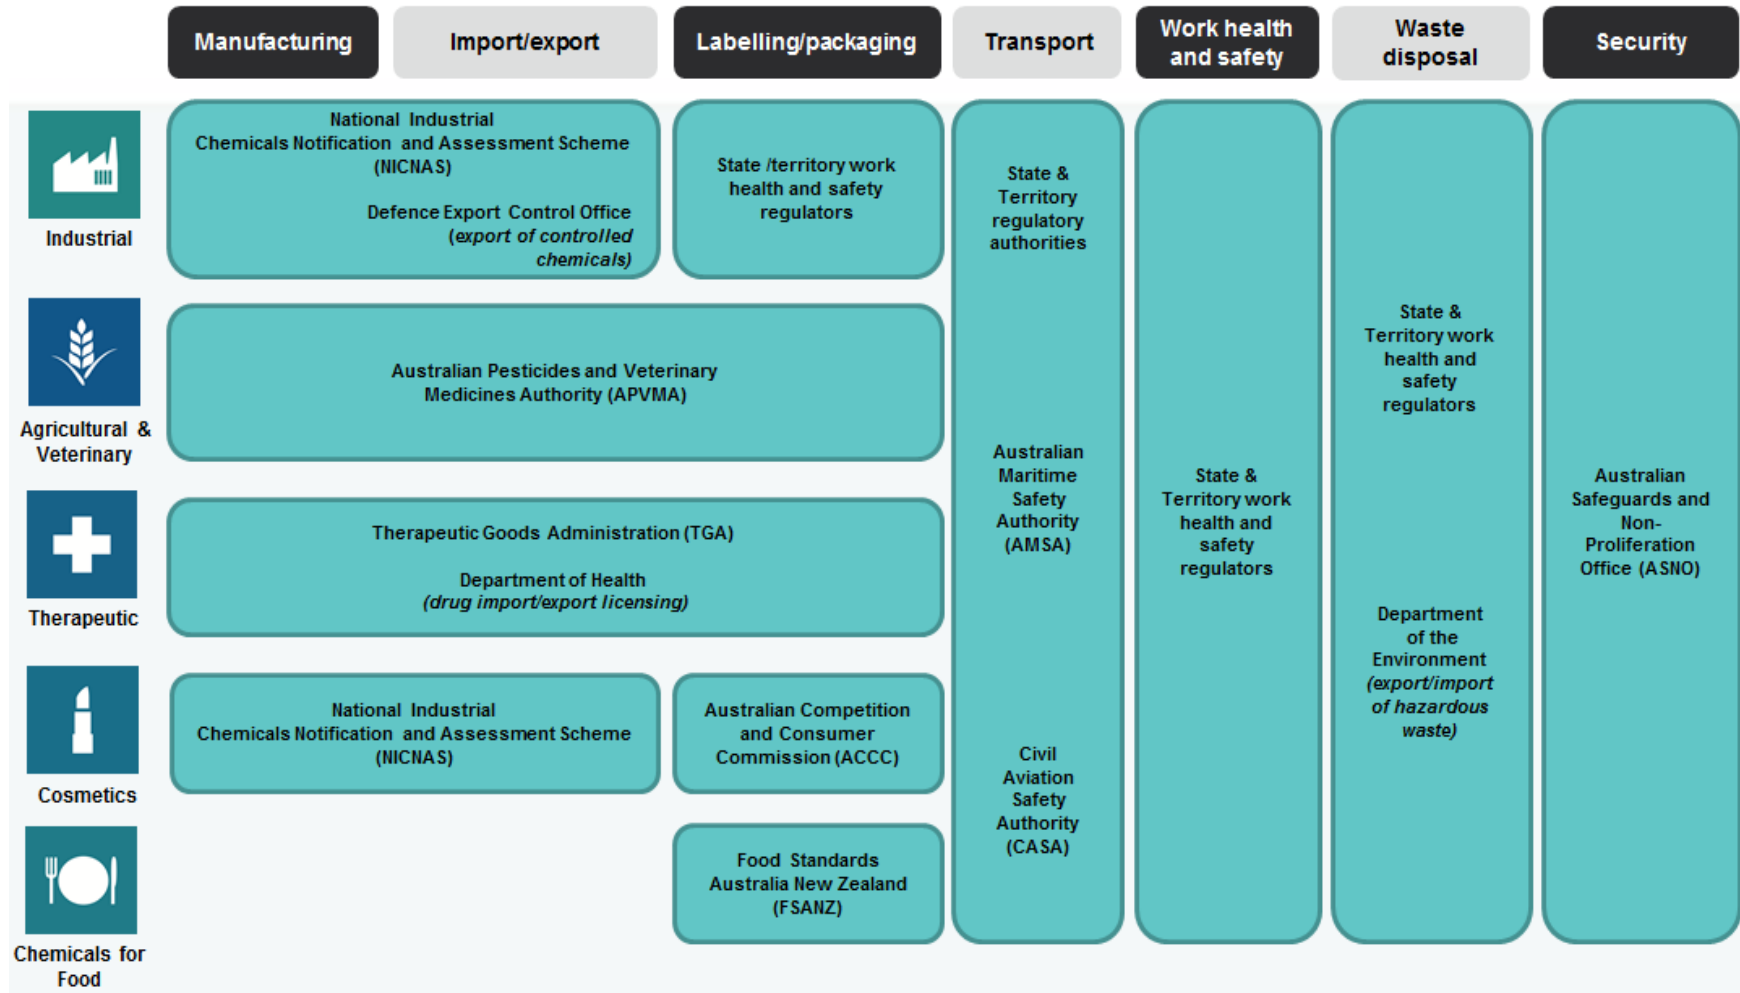 Manufacturing
Import/export
Labelling/packaging
Transport
Work health
and safety
Waste
disposal
Security
Industrial
National Industrial
Chemicals Notification and Assessment Scheme
(NICNAS)
Defence Export Control Office
(export of controlled
chemicals)
State /territory work
health and safety
regulators
Agricultural &
Veterinary
Australian Pesticides and Veterinary
Medicines Authority (APVMA)
Therapeutic
Therapeutic Goods Administration (TGA)
Department of Health
(drug import/export licensing)
Cosmetics
National Industrial
Chemicals Notification and Assessment Scheme
(NICNAS)
Australian Competition
and Consumer
Commission (ACCC)
Chemicals for
Food
Food Standards
Australia New Zealand
(FSANZ)
State &
Territory
regulatory
authorities
Australian
Maritime
Safety
Authority
(AMSA)
Civil
Aviation
Safety
Authority
(CASA)
State &
Territory work
health and
safety
regulators
State &
Territory work
health and
safety
regulators
Department
of the
Environment
(export/import
of hazardous
waste)
Australian
Safeguards and
Non-
Proliferation
Office (ASNO)